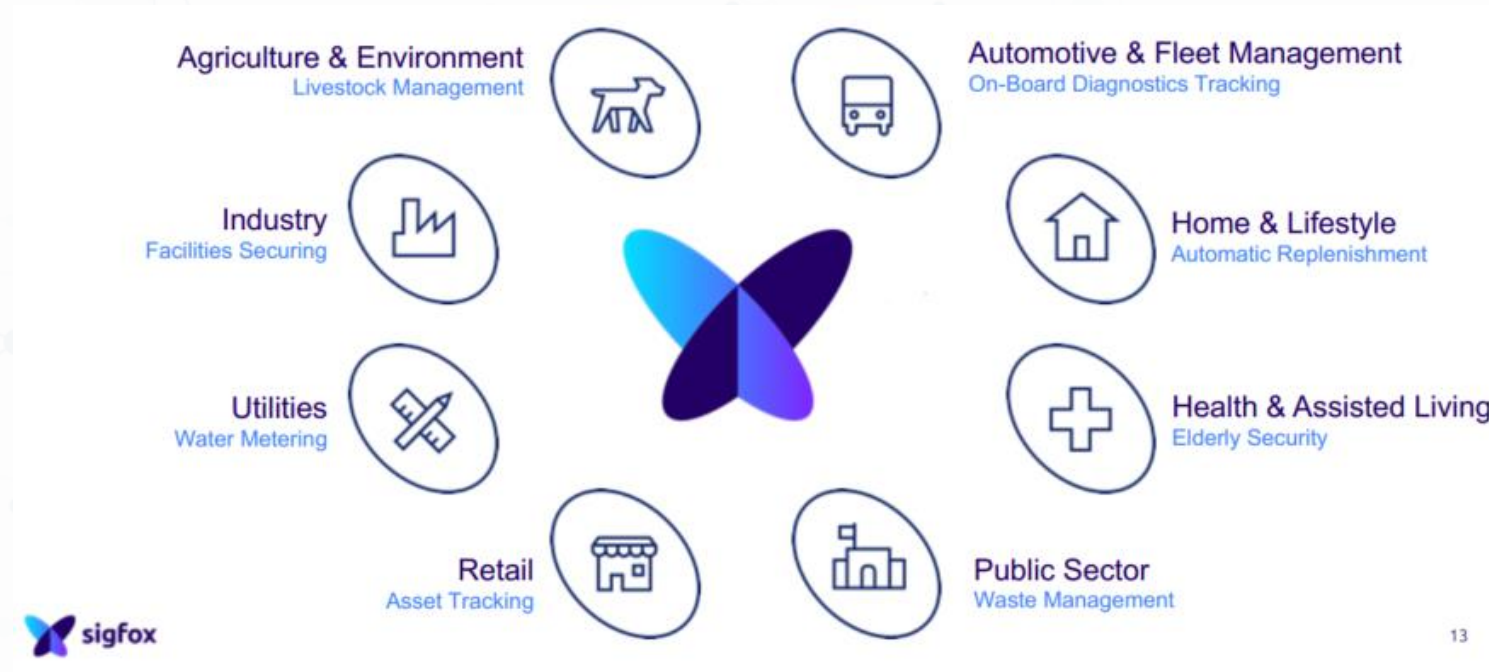 Agriculture & Environment
Livestock Management
Automotive & Fleet Management
On-Board Diagnostics Tracking
Industry
Facilities Securing
Home & Lifestyle
Automatic Replenishment
Utilities
Water Metering
Health & Assisted Living
Elderly Security
Retail
Asset Tracking
Public Sector
Waste Management
sigfox
13